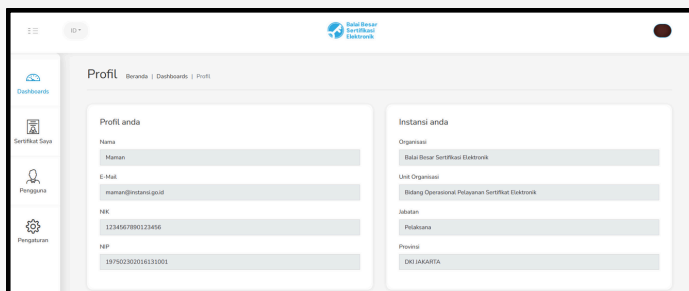 ID
Balai Besar
Sertifikasi
Elektronik
Dashboards
Sertifikat Saya
Pengguna
Pengaturan
Profil
Beranda | Dashboards | Profil
Profil anda
Nama
Maman
E-Mail
maman@instansi.go.id
NIK
1234567890123456
NIP
197502302016131001
Instansi anda
Organisasi
Balai Besar Sertifikasi Elektronik
Unit Organisasi
Bidang Operasional Pelayanan Sertifikat Elektronik
Jabatan
Pelaksana
Provinsi
DKI JAKARTA